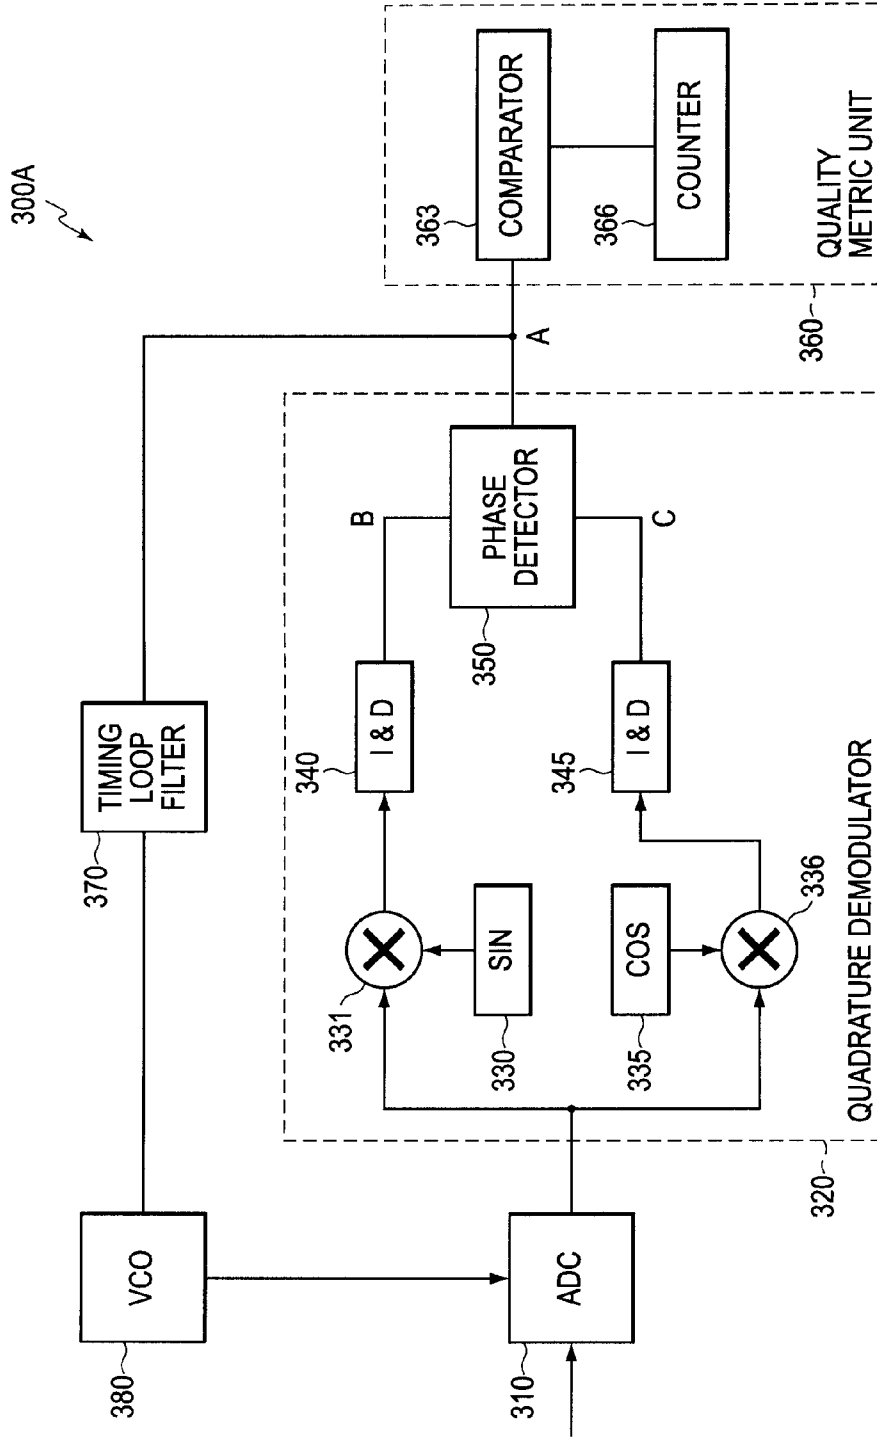 300A
VCO
380
TIMING
LOOP
FILTER
370
ADC
310
331
SIN
330
COS
335
336
I & D
340
I & D
345
B
C
PHASE
DETECTOR
350
A
QUADRATURE DEMODULATOR
320
COMPARATOR
363
COUNTER
366
QUALITY
METRIC UNIT
360